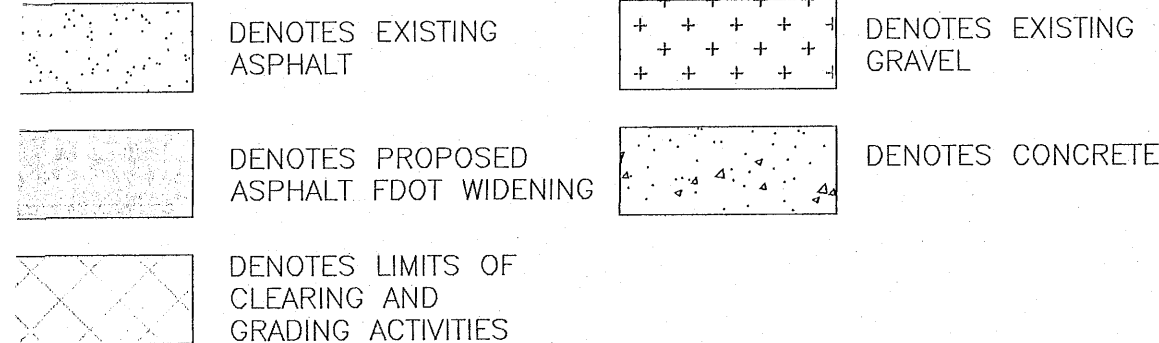 DENOTES EXISTING
ASPHALT
DENOTES PROPOSED
ASPHALT FDOT WIDENING
DENOTES LIMITS OF
CLEARING AND
GRADING ACTIVITIES
DENOTES EXISTING
GRAVEL
DENOTES CONCRETE